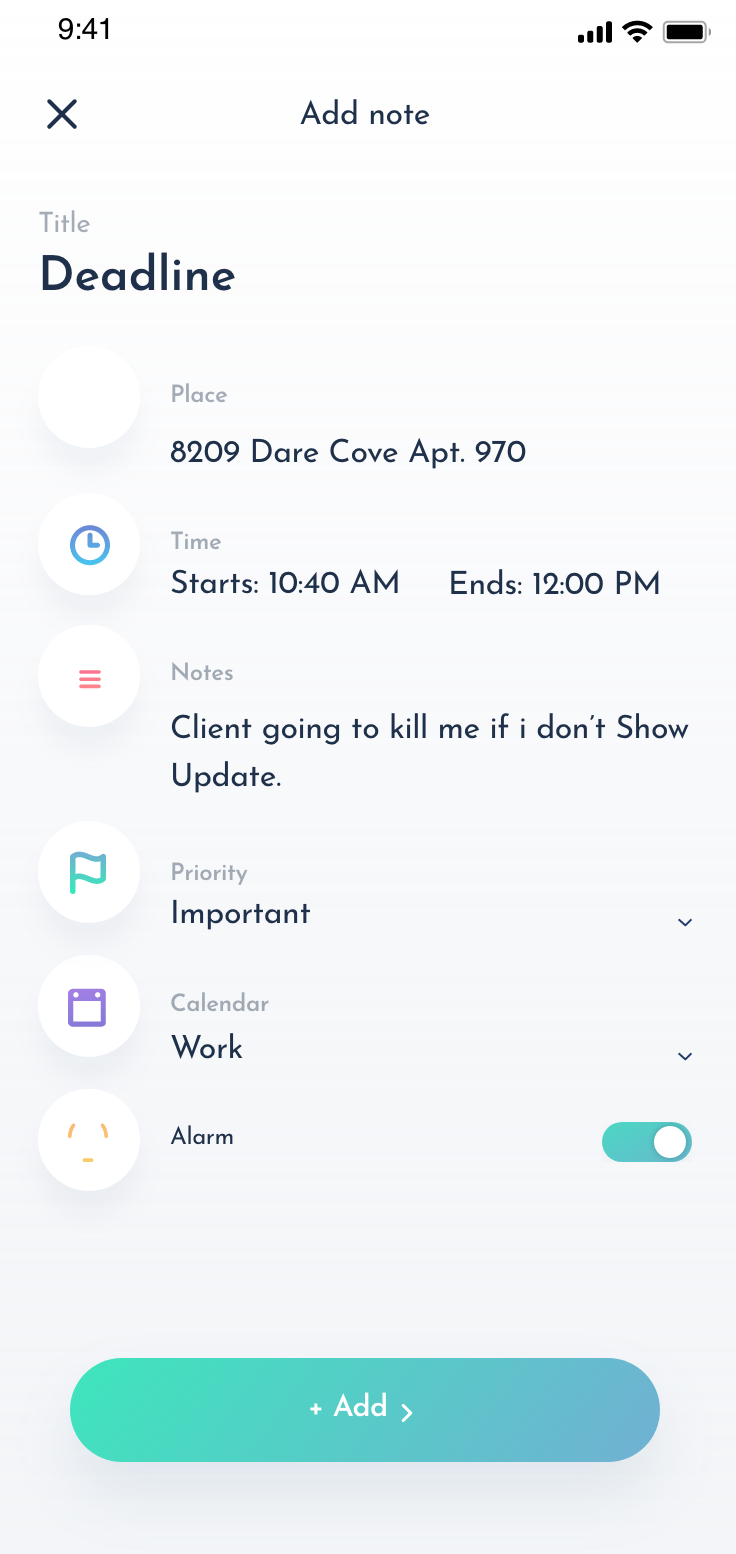 9:41
Add note
Title
Deadline
Place
8209 Dare Cove Apt. 970
Time
Starts: 10:40 AM Ends: 12:00 PM
Notes
Client going to kill me if i don’t Show
Update.
Priority
Important
Calendar
Work
Alarm
+ Add